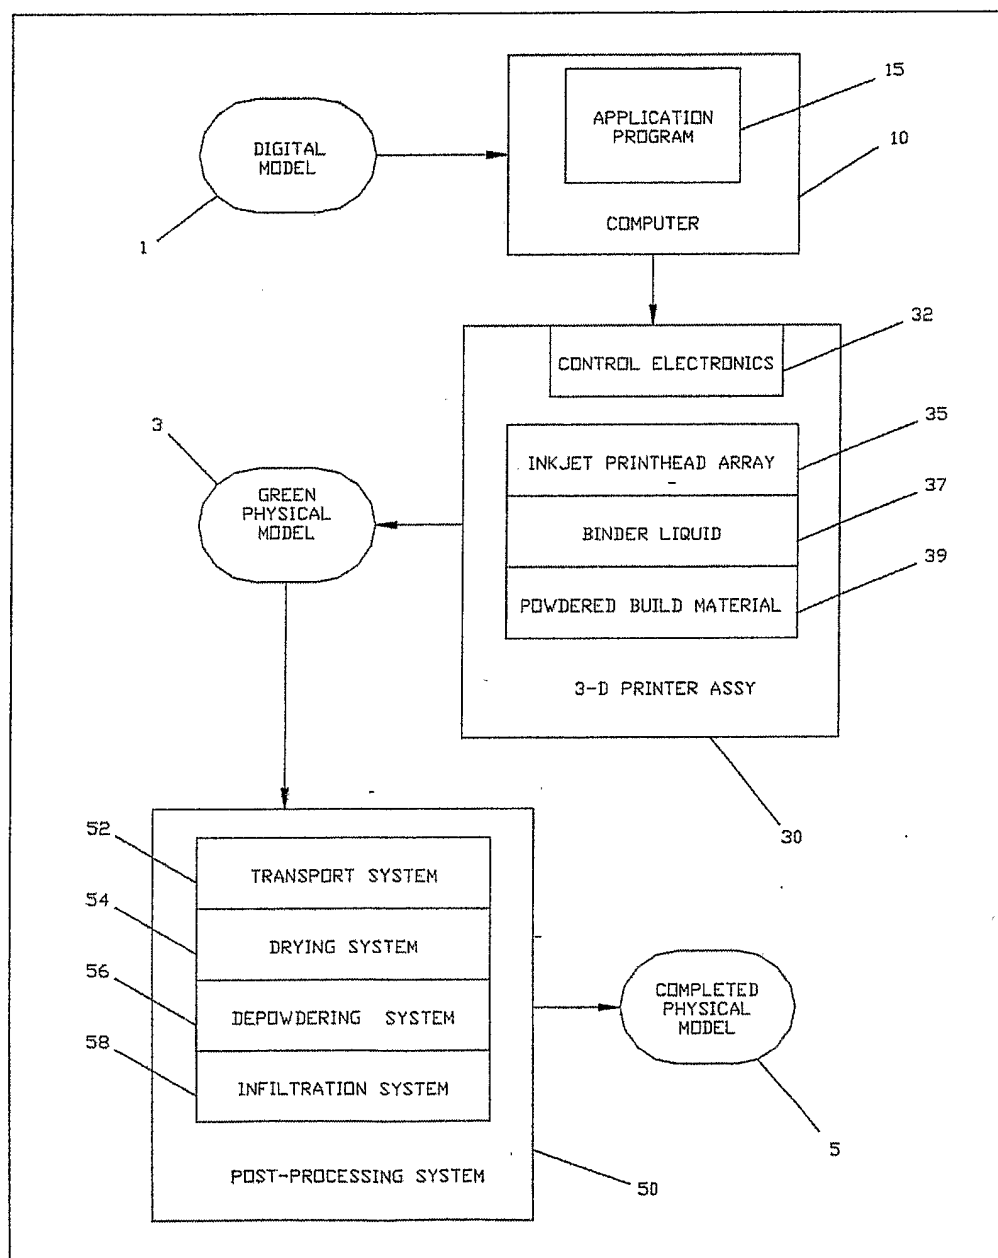 15
APPLICATION
PROGRAM
DIGITAL
MODEL
10
COMPUTER
1
32
CONTROL ELECTRONICS
3
35
INKJET PRINTHEAD ARRAY
GREEN
PHYSICAL
MODEL
37
BINDER LIQUID
39
POWDERED BUILD MATERIAL
3-D PRINTER ASSY
30
52
TRANSPORT SYSTEM
54
DRYING SYSTEM
56
DEPOWDERING SYSTEM
COMPLETED
PHYSICAL
MODEL
58
INFILTRATION SYSTEM
5
POST-PROCESSING SYSTEM
50